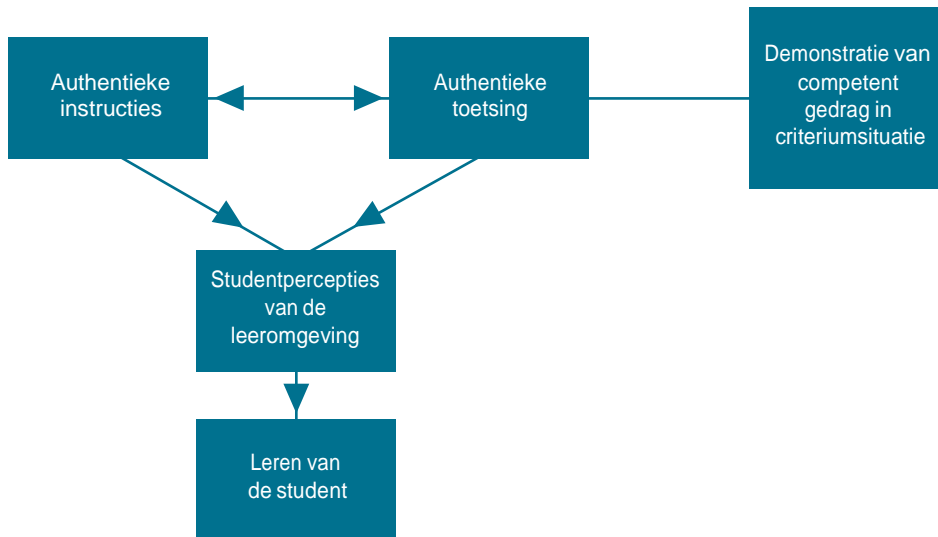 Authentieke
instructies
Authentieke
toetsing
Demonstratie van
competent
gedrag in
criteriumsituatie
Studentpercepties
van de
leeromgeving
Leren van
de student